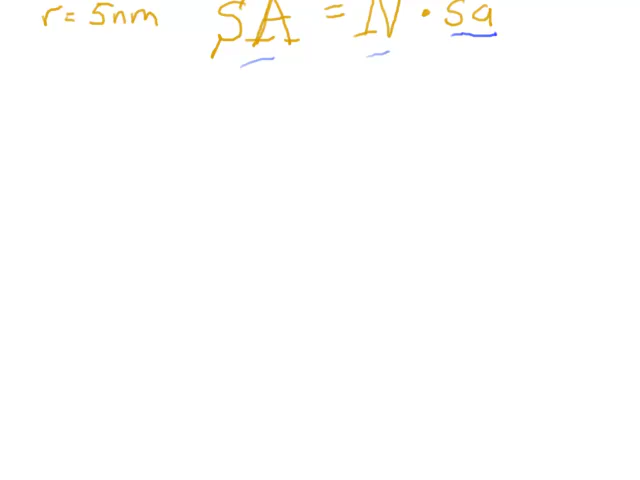 r = 5nm SA = N · sa